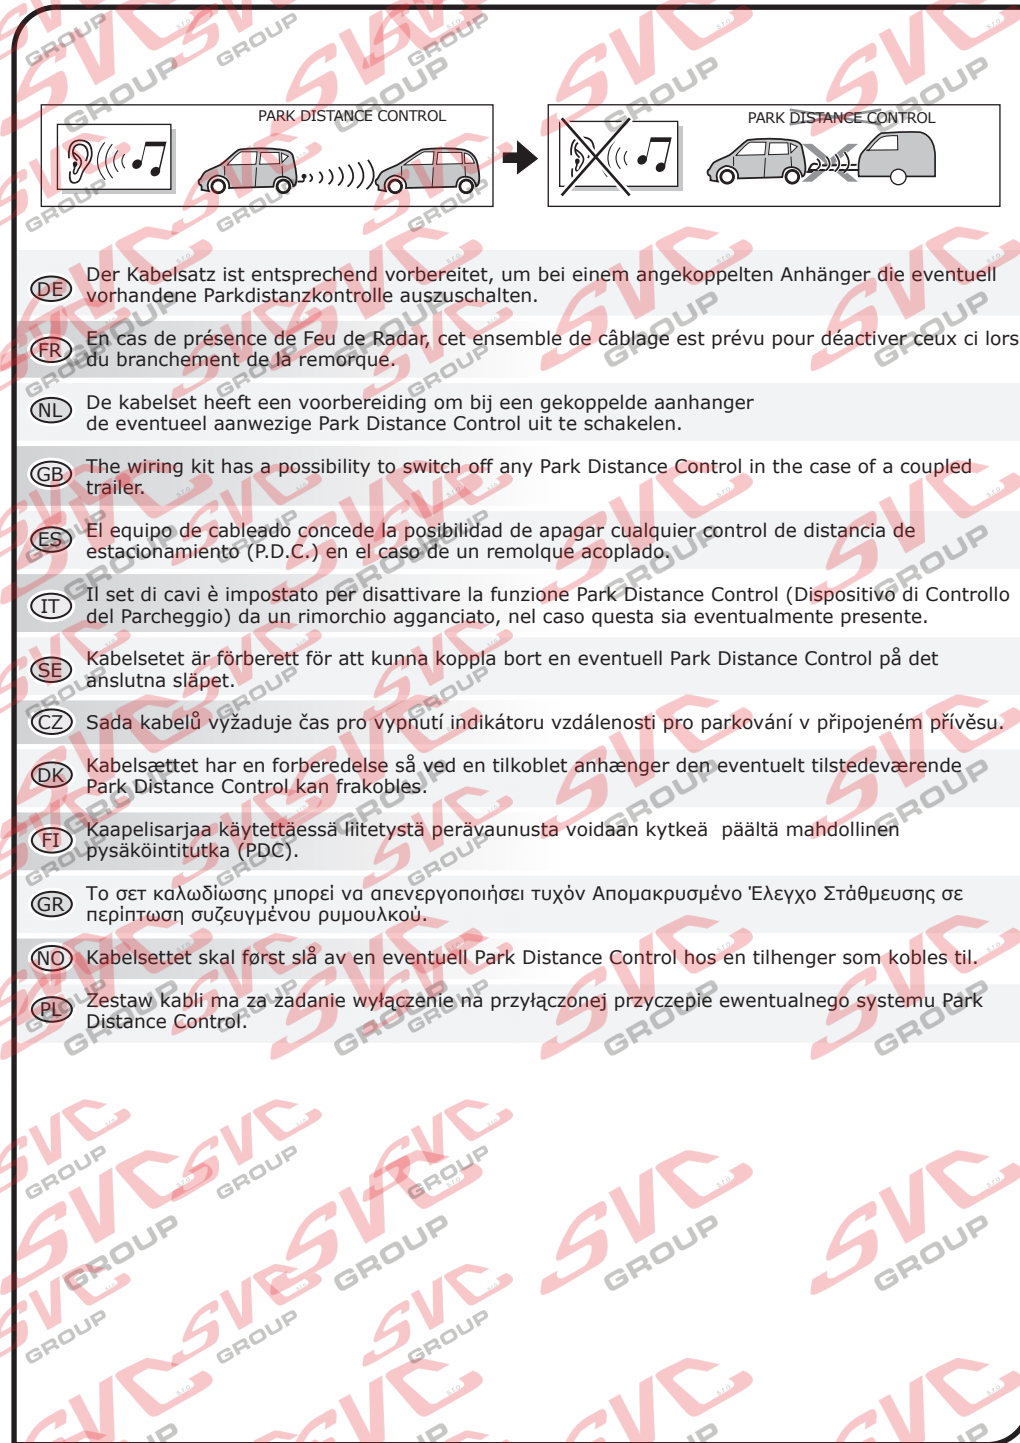 PARK DISTANCE CONTROL
PARK DISTANCE CONTROL
DE
Der Kabelsatz ist entsprechend vorbereitet, um bei einem angekoppelten Anhänger die eventuell
vorhandene Parkdistanzkontrolle auszuschalten.
FR
En cas de présence de Feu de Radar, cet ensemble de câblage est prévu pour déactiver ceux ci lors
du branchement de la remorque.
NL
De kabelset heeft een voorbereiding om bij een gekoppelde aanhanger
de eventueel aanwezige Park Distance Control uit te schakelen.
GB
The wiring kit has a possibility to switch off any Park Distance Control in the case of a coupled
trailer.
ES
El equipo de cableado concede la posibilidad de apagar cualquier control de distancia de
estacionamiento (P.D.C.) en el caso de un remolque acoplado.
IT
Il set di cavi è impostato per disattivare la funzione Park Distance Control (Dispositivo di Controllo
del Parcheggio) da un rimorchio agganciato, nel caso questa sia eventualmente presente.
SE
Kabelsetet är förberett för att kunna koppla bort en eventuell Park Distance Control på det
anslutna släpet.
CZ
Sada kabelů vyžaduje čas pro vypnutí indikátoru vzdálenosti pro parkování v připojeném přívěsu.
DK
Kabelsættet har en forberedelse så ved en tilkoblet anhænger den eventuelt tilstedeværende
Park Distance Control kan frakobles.
FI
Kaapelisarjaa käytettäessä liitetystä perävaunusta voidaan kytkeä  päältä mahdollinen
pysäköintitutka (PDC).
GR
Το σετ καλωδίωσης μπορεί να απενεργοποιήσει τυχόν Απομακρυσμένο Έλεγχο Στάθμευσης σε
περίπτωση συζευγμένου ρυμουλκού.
NO
Kabelsettet skal først slå av en eventuell Park Distance Control hos en tilhenger som kobles til.
PL
Zestaw kabli ma za zadanie wyłączenie na przyłączonej przyczepie ewentualnego systemu Park
Distance Control.
SVC
GROUP
s.r.o.